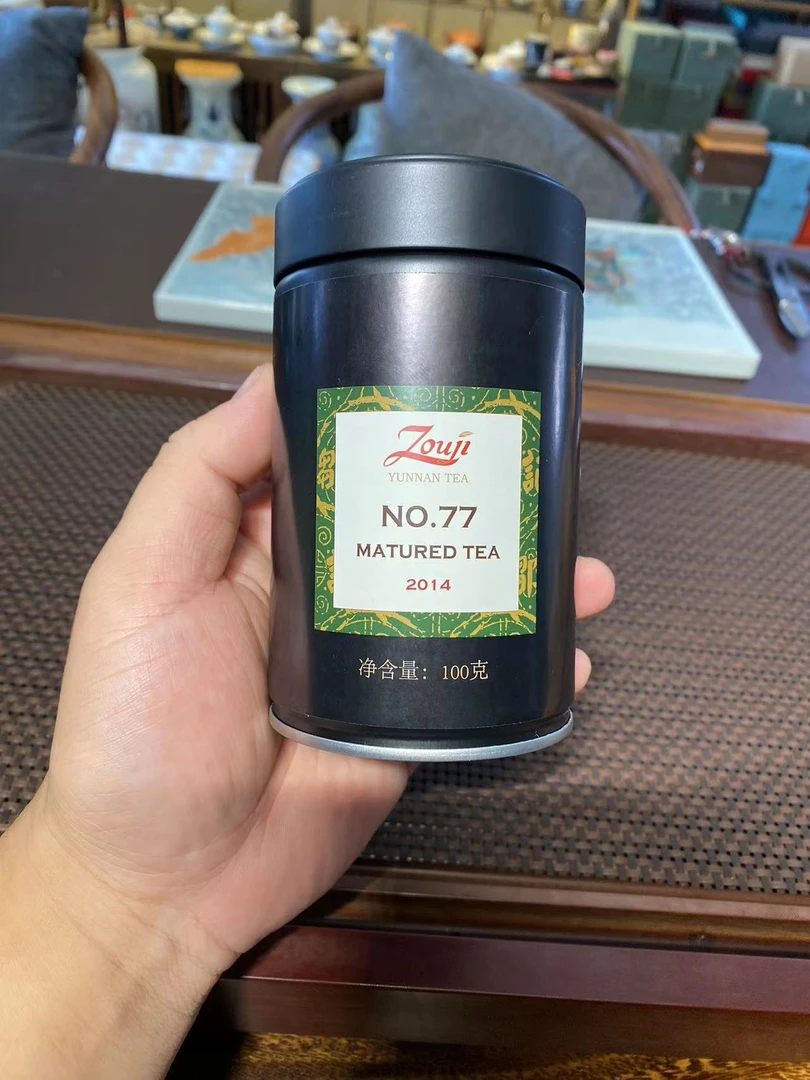 Zouji
YUNNAN TEA
NO.77
MATURED TEA
2014
净含量：100克